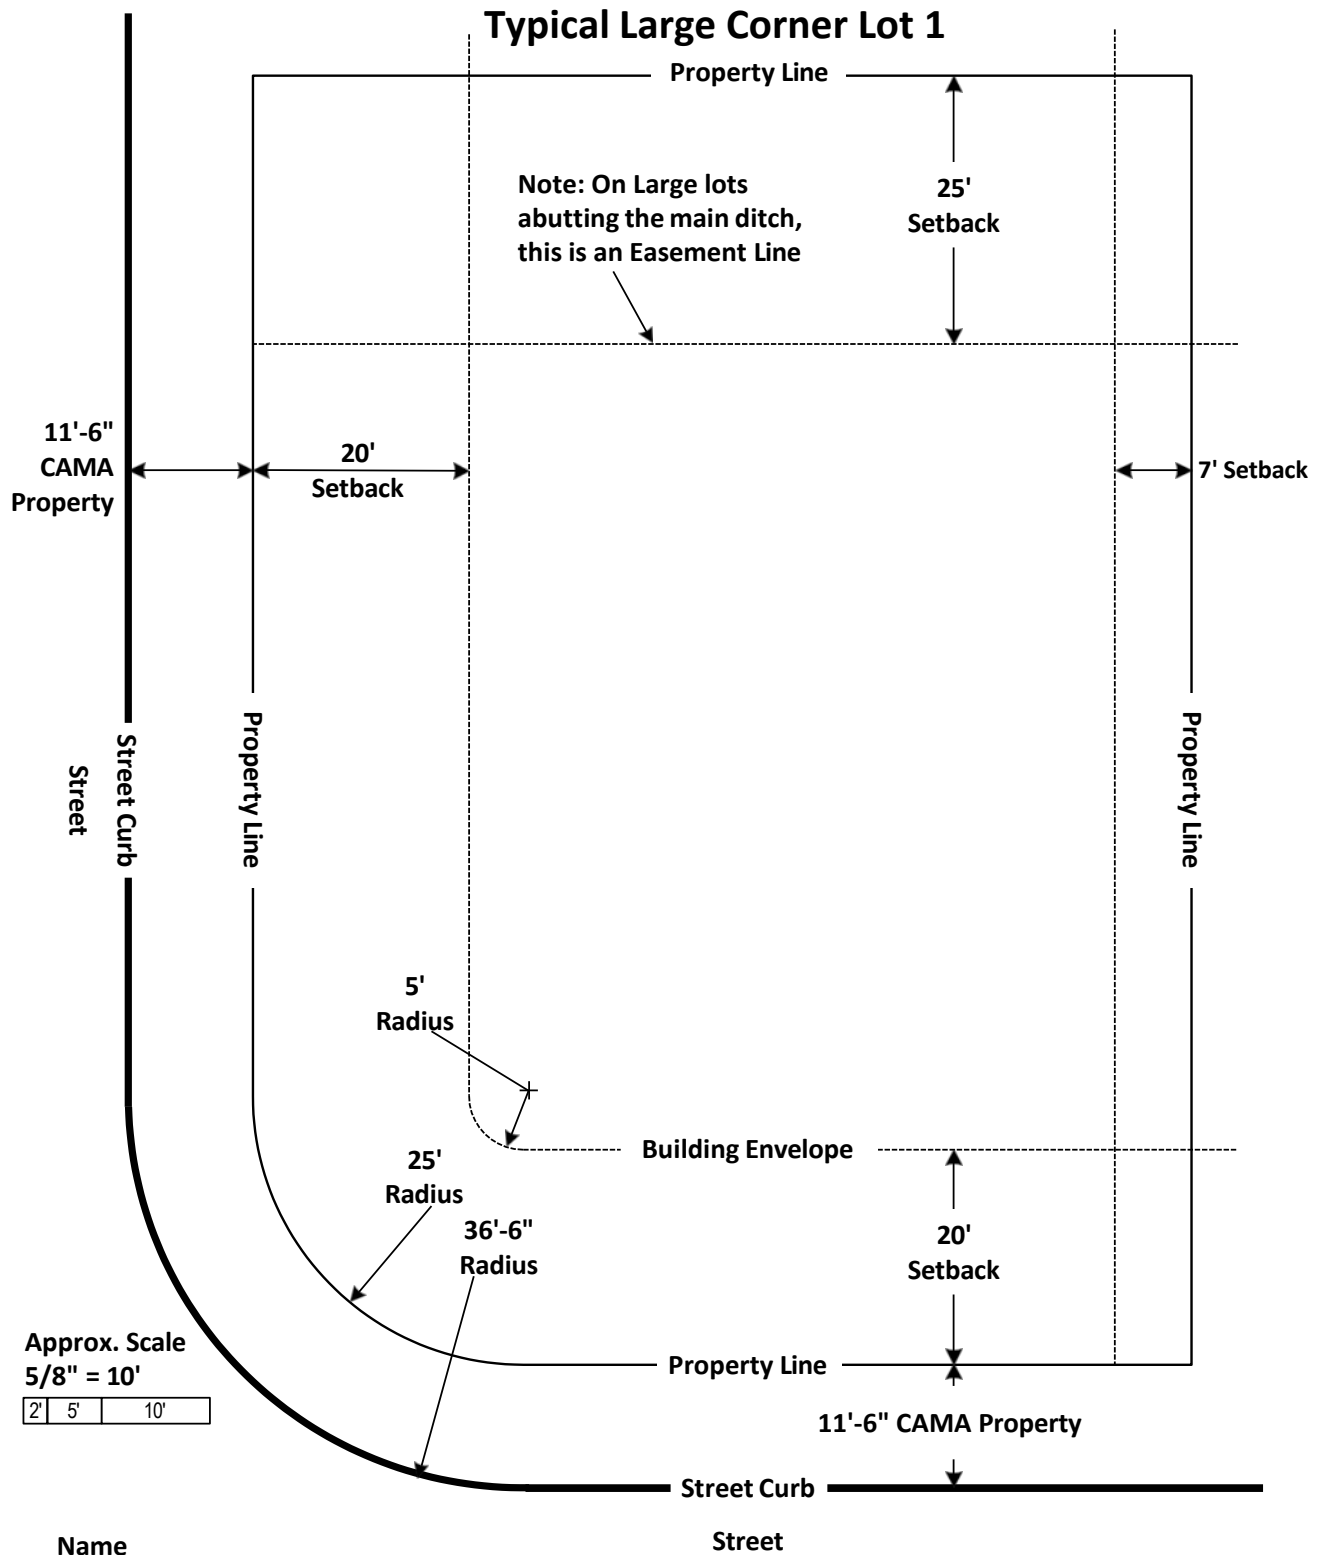 Typical Large Corner Lot 1
Property Line
Note: On Large lots
abutting the main ditch,
this is an Easement Line
25'
Setback
11'-6"
CAMA
Property
20'
Setback
7' Setback
Street
Street Curb
Property Line
Property Line
5'
Radius
Building Envelope
25'
Radius
36'-6"
Radius
20'
Setback
Approx. Scale
5/8" = 10'
2' 5' 10'
Property Line
11'-6" CAMA Property
Street Curb
Street
Name